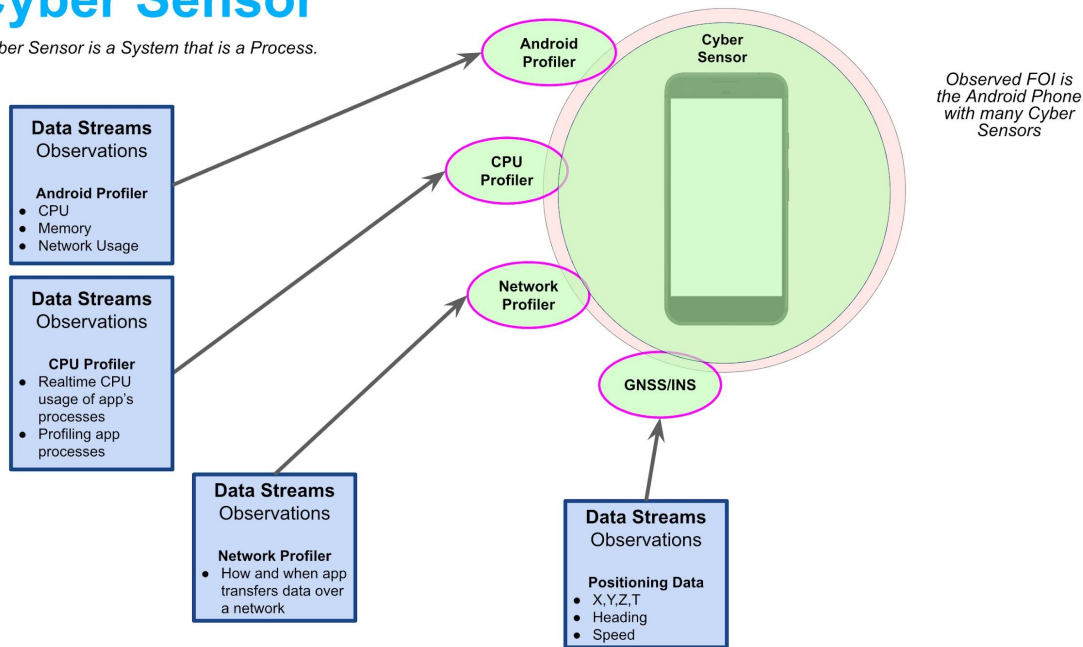 Cyber Sensor
ber Sensor is a System that is a Process.
Android
Profiler
Cyber
Sensor
Observed FOI is
the Android Phone
with many Cyber
Sensors
Data Streams
Observations
Android Profiler
● CPU
● Memory
● Network Usage
CPU
Profiler
Data Streams
Observations
CPU Profiler
● Realtime CPU
usage of app's
processes
● Profiling app
processes
Network
Profiler
GNSS/INS
Data Streams
Observations
Network Profiler
● How and when app
transfers data over
a network
Data Streams
Observations
Positioning Data
● X,Y,Z,T
● Heading
● Speed